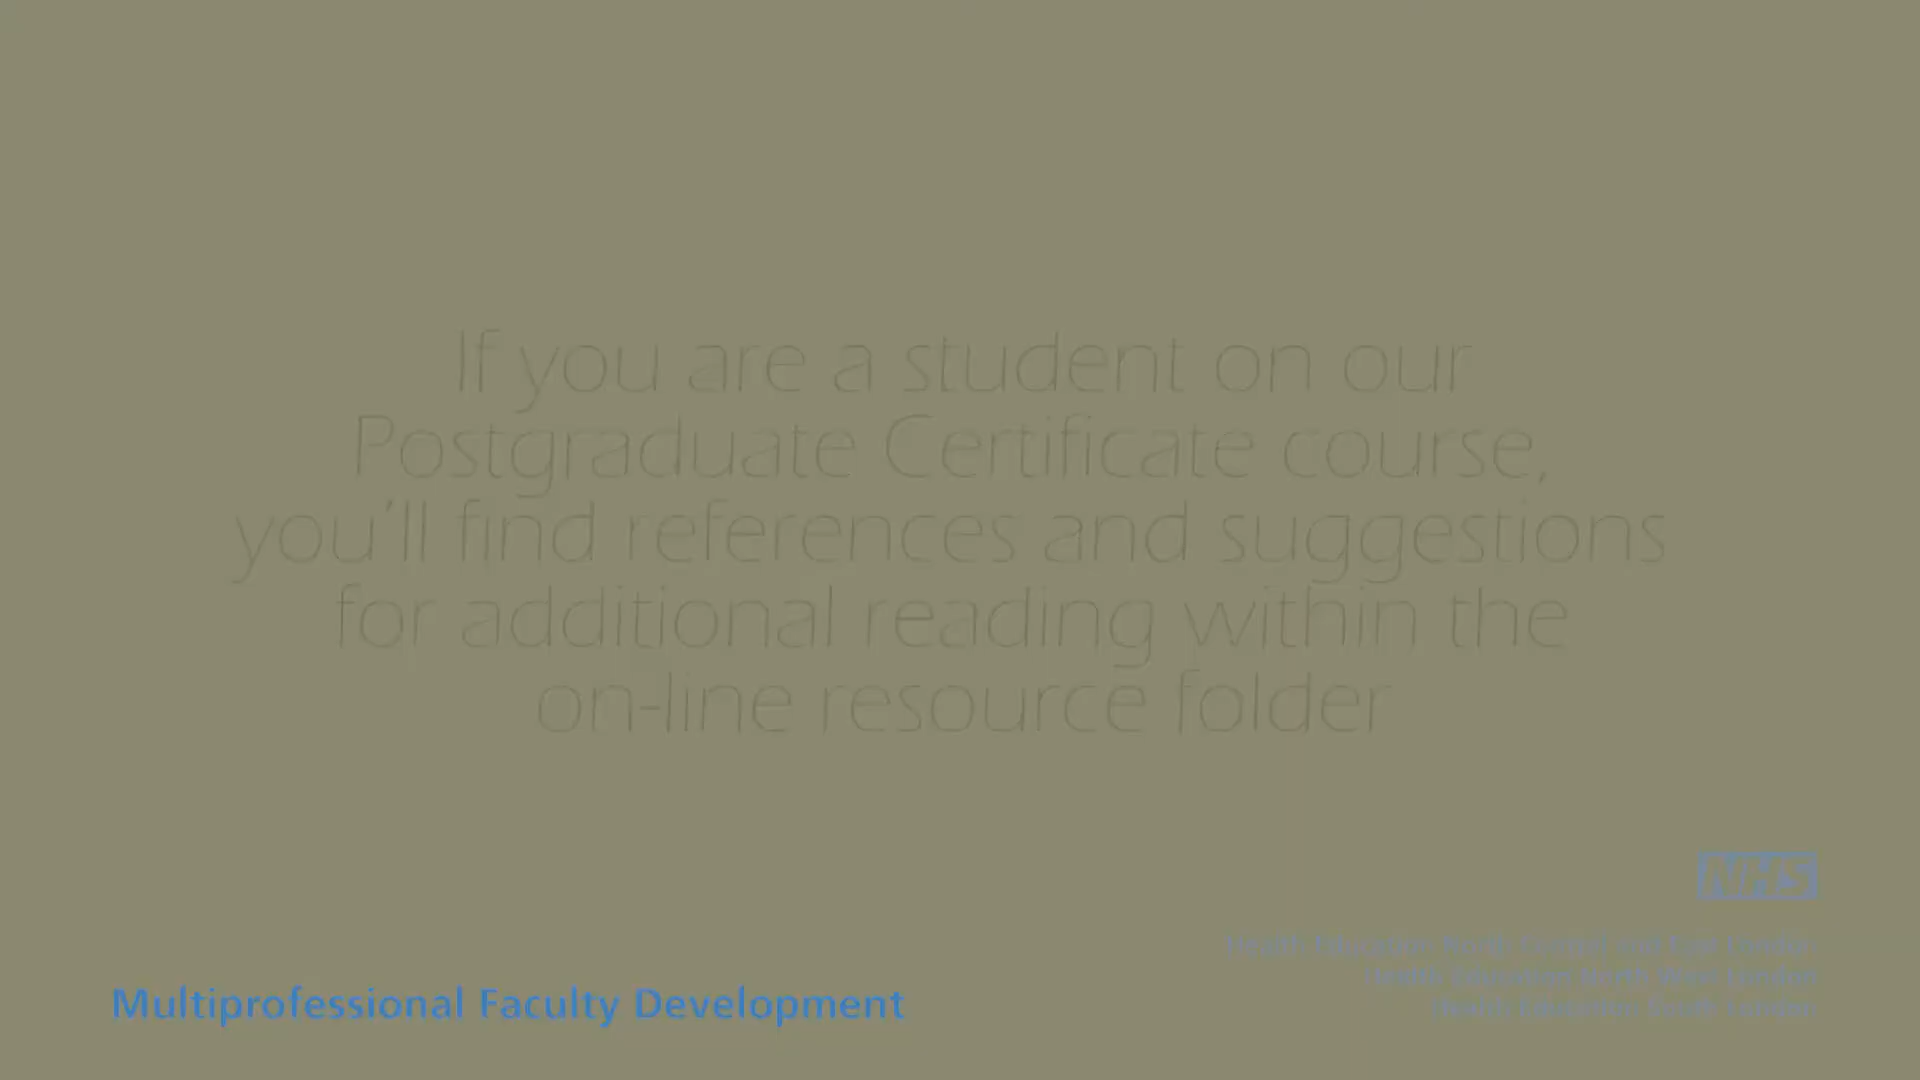 If you are a student on our
Postgraduate Certificate course,
you'll find references and suggestions
for additional reading within the
on-line resource folder
NHS
Health Education North Central and East London
Health Education North West London
Health Education South London
Multiprofessional Faculty Development